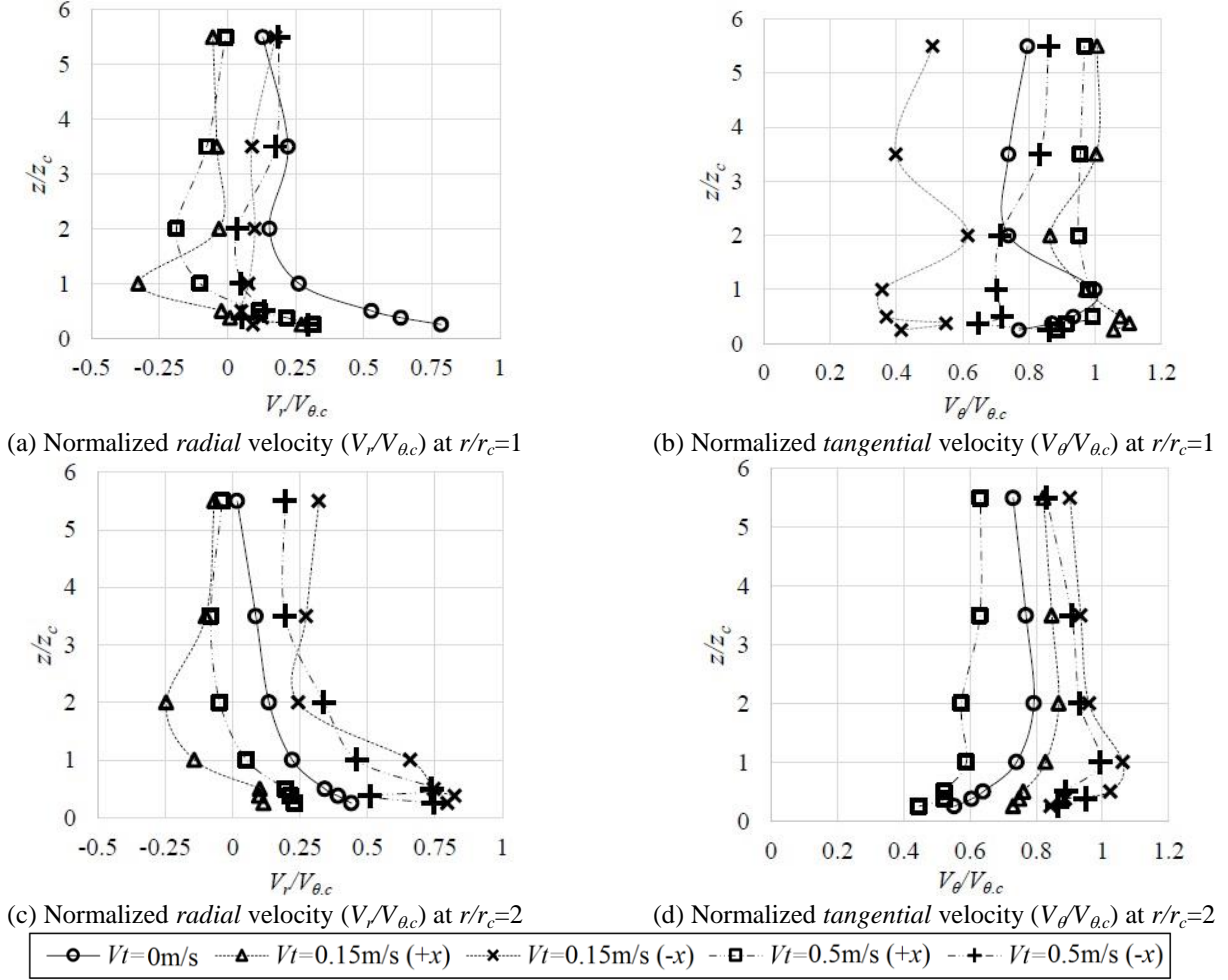 6
5
4
3
2
1
0
z/z_c
-0.5 -0.25 0 0.25 0.5 0.75 1
V_r/V_θ.c
(a) Normalized radial velocity (V_r/V_θ.c) at r/r_c=1
6
5
4
3
2
1
0
z/z_c
0 0.2 0.4 0.6 0.8 1 1.2
V_θ/V_θ.c
(b) Normalized tangential velocity (V_θ/V_θ.c) at r/r_c=1
6
5
4
3
2
1
0
z/z_c
-0.5 -0.25 0 0.25 0.5 0.75 1
V_r/V_θ.c
(c) Normalized radial velocity (V_r/V_θ.c) at r/r_c=2
6
5
4
3
2
1
0
z/z_c
0 0.2 0.4 0.6 0.8 1 1.2
V_θ/V_θ.c
(d) Normalized tangential velocity (V_θ/V_θ.c) at r/r_c=2
Vt=0m/s Vt=0.15m/s (+x) Vt=0.15m/s (-x) Vt=0.5m/s (+x) Vt=0.5m/s (-x)